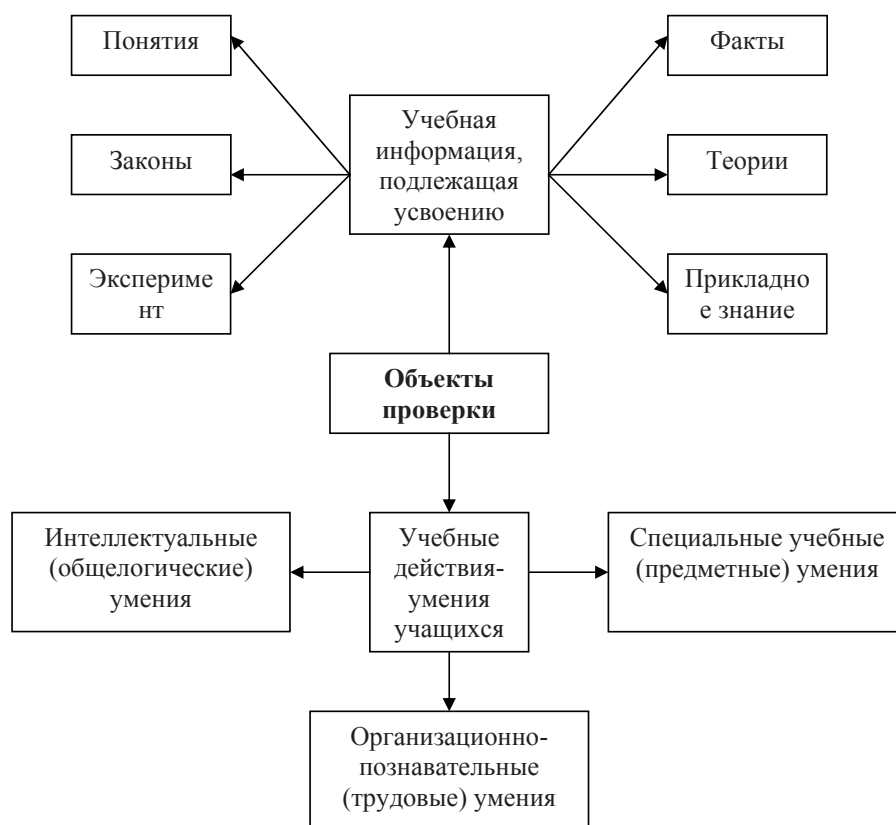 Понятия
Факты
Учебная
информация,
подлежащая
усвоению
Законы
Теории
Эксперимe
нт
Прикладно
е знание
Объекты
проверки
Интеллектуальные
(общелогические)
умения
Учебные
действия-
умения
учащихся
Специальные учебные
(предметные) умения
Организационно-
познавательные
(трудовые) умения